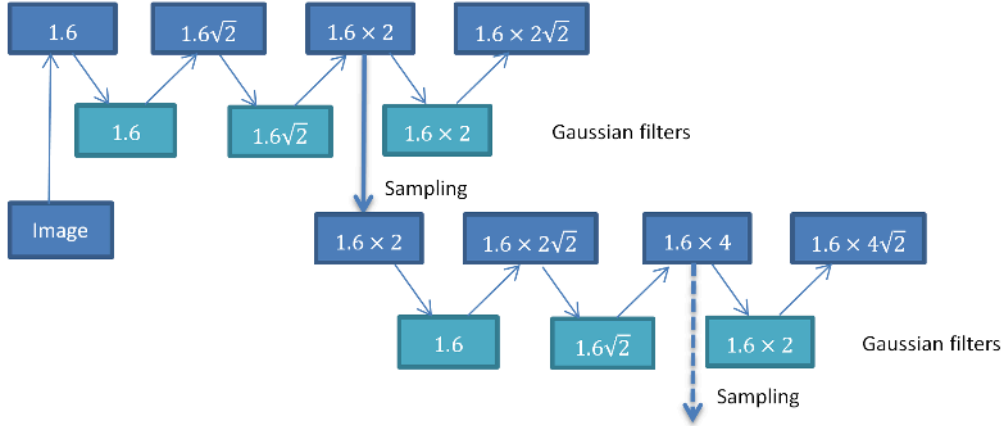 1.6 1.6√2 1.6 × 2 1.6 × 2√2
1.6 1.6√2 1.6 × 2 Gaussian filters
Sampling
Image 1.6 × 2 1.6 × 2√2 1.6 × 4 1.6 × 4√2
1.6 1.6√2 1.6 × 2 Gaussian filters
Sampling